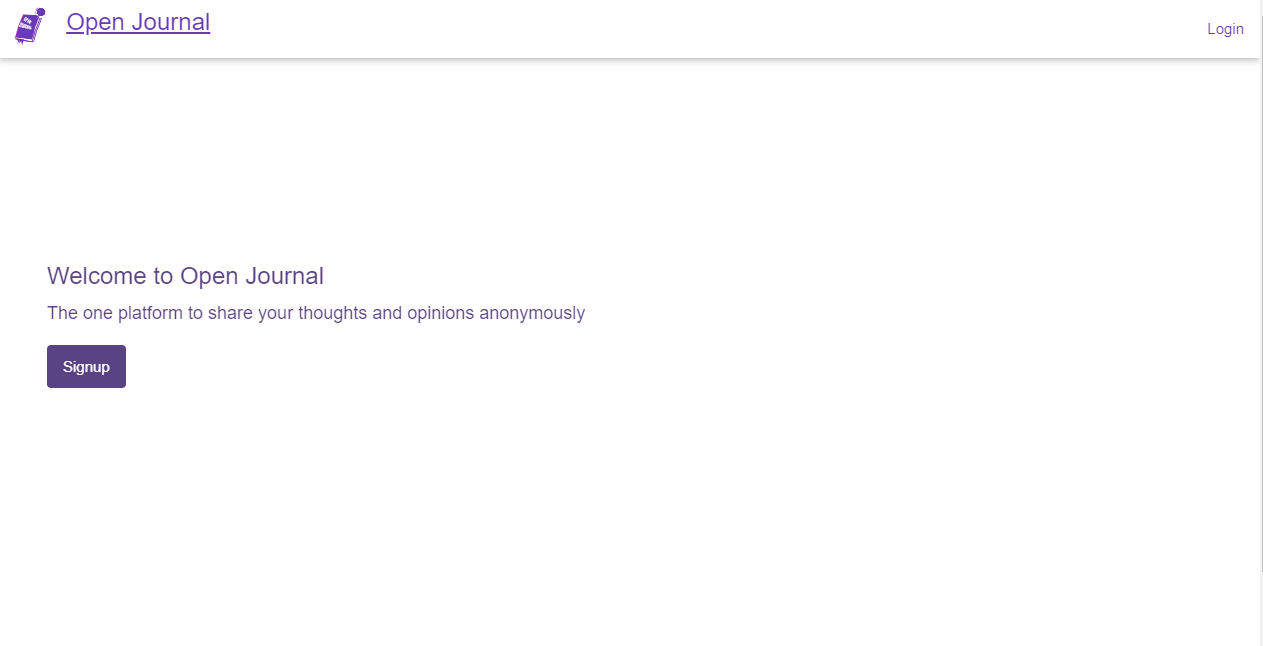 Open Journal
Login
Welcome to Open Journal
The one platform to share your thoughts and opinions anonymously
Signup